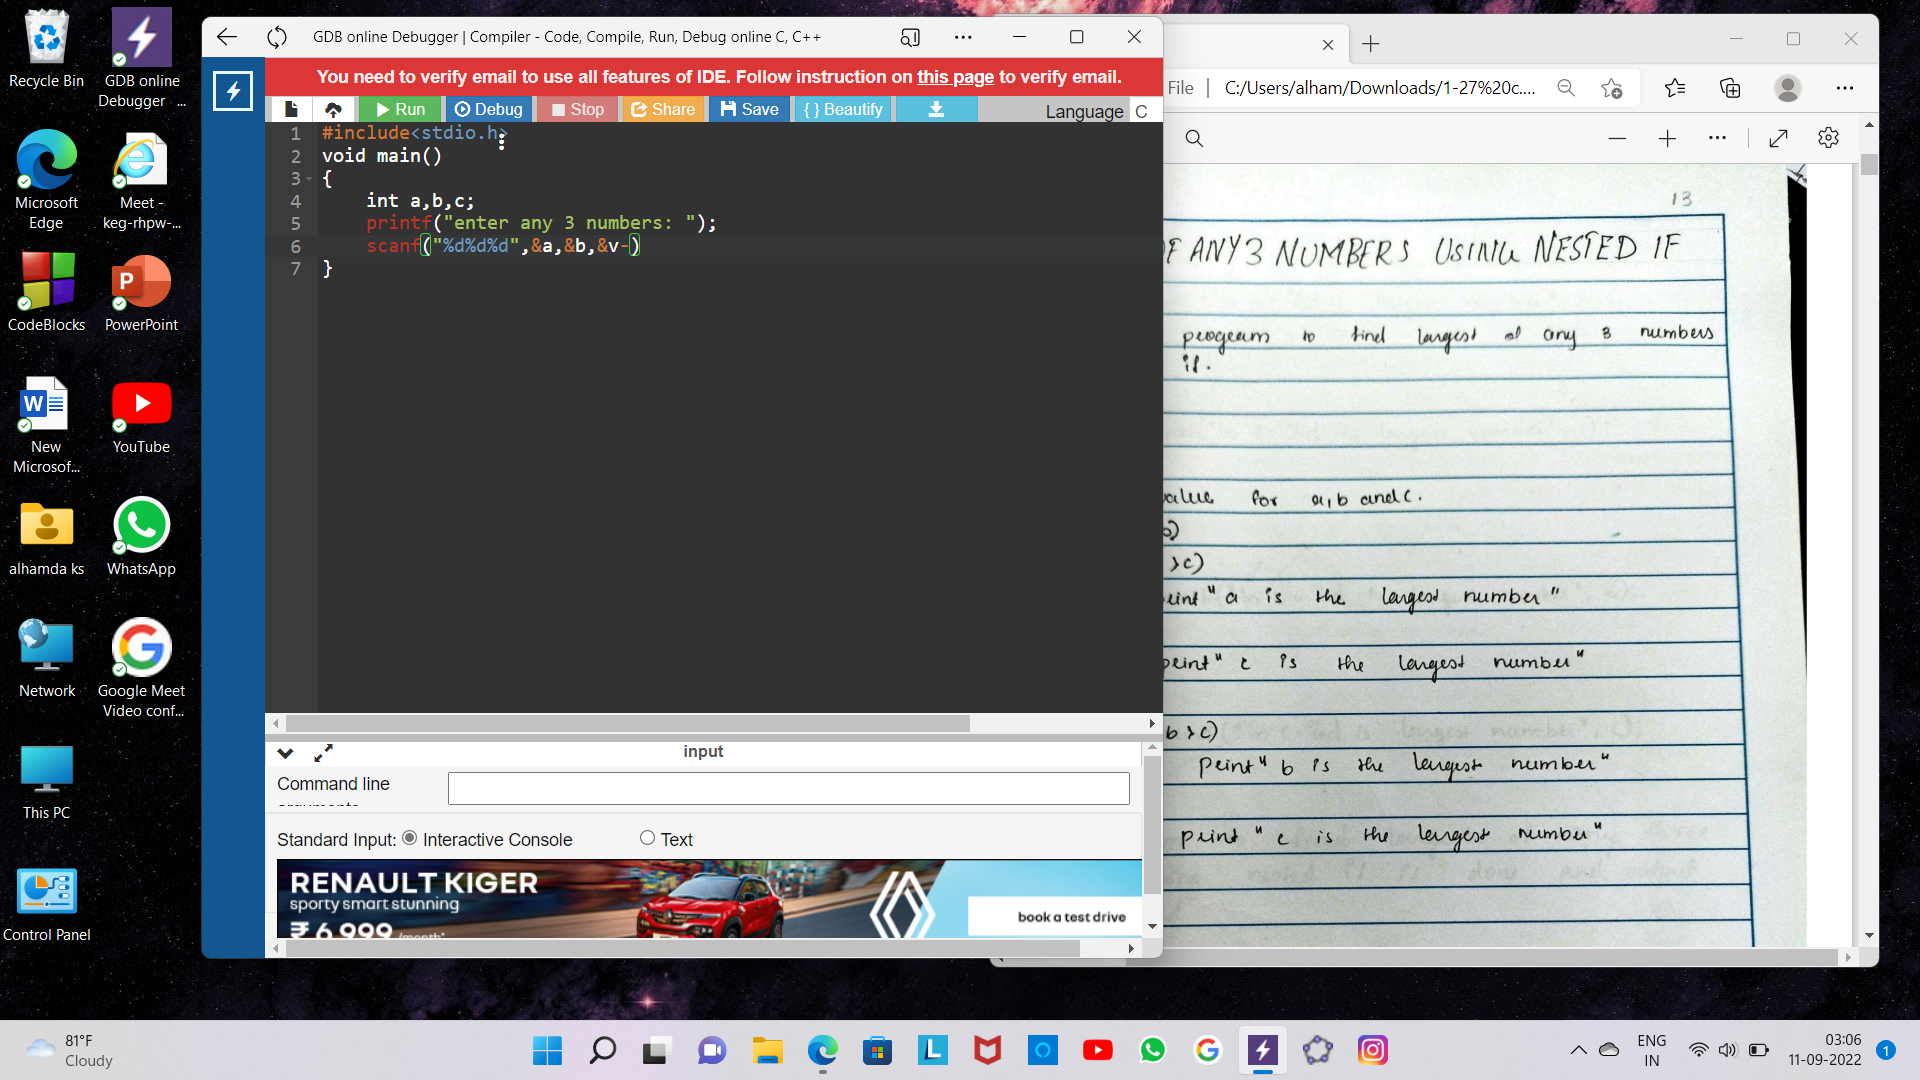 Recycle Bin
GDB online
Debugger ...
Microsoft
Edge
Meet -
keg-rhpw-...
CodeBlocks
PowerPoint
New
Microsof...
YouTube
alhamda ks
WhatsApp
Network
Google Meet
Video conf...
This PC
Control Panel
GDB online Debugger | Compiler - Code, Compile, Run, Debug online C, C++
You need to verify email to use all features of IDE. Follow instruction on this page to verify email.
Run
Debug
Stop
Share
Save
{ } Beautify
Language C
1 #include<stdio.h>
2 void main()
3 {
4 int a,b,c;
5 printf("enter any 3 numbers: ");
6 scanf("%d%d%d",&a,&b,&v-)
7 }
input
Command line
Standard Input: Interactive Console Text
RENAULT KIGER
sporty smart stunning
₹ 6,999 /month*
book a test drive
File | C:/Users/alham/Downloads/1-27%20c....
13
F ANY 3 NUMBERS USING NESTED IF
program to find largest of any 3 numbers
if.
value for a,b and c.
b)
>c)
print "a is the largest number"
print "c is the largest number"
b>c)
print "b is the largest number"
print "c is the largest number"
81°F
Cloudy
ENG
IN
03:06
11-09-2022
1